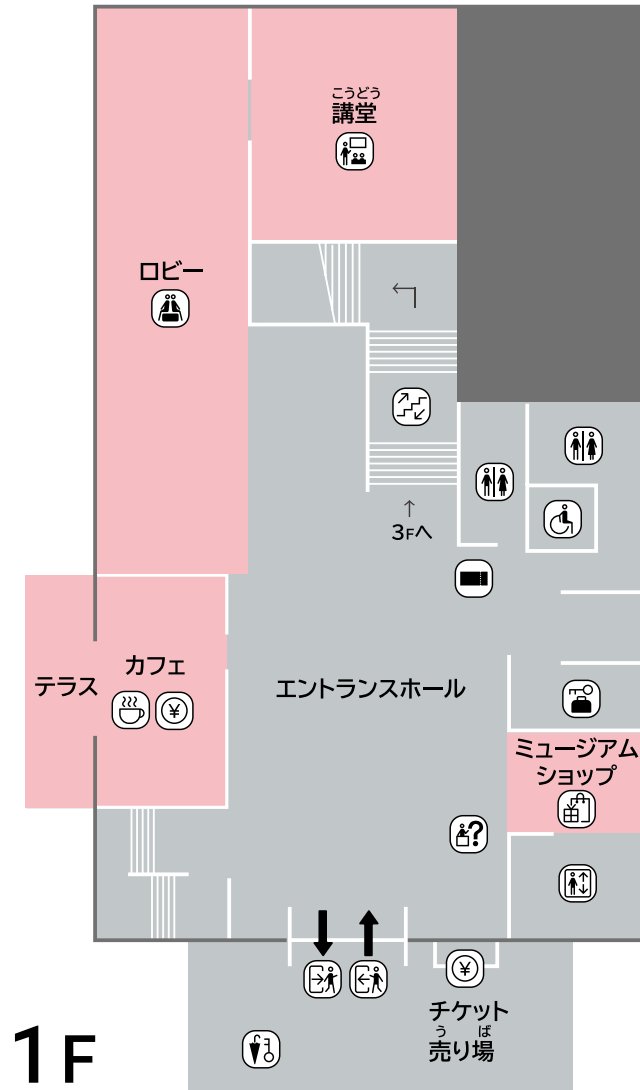 こうどう
講堂
ロビー
3Fへ
テラス
カフェ
¥
エントランスホール
ミュージアム
ショップ
?
¥
チケット
う ば
売り場
1F